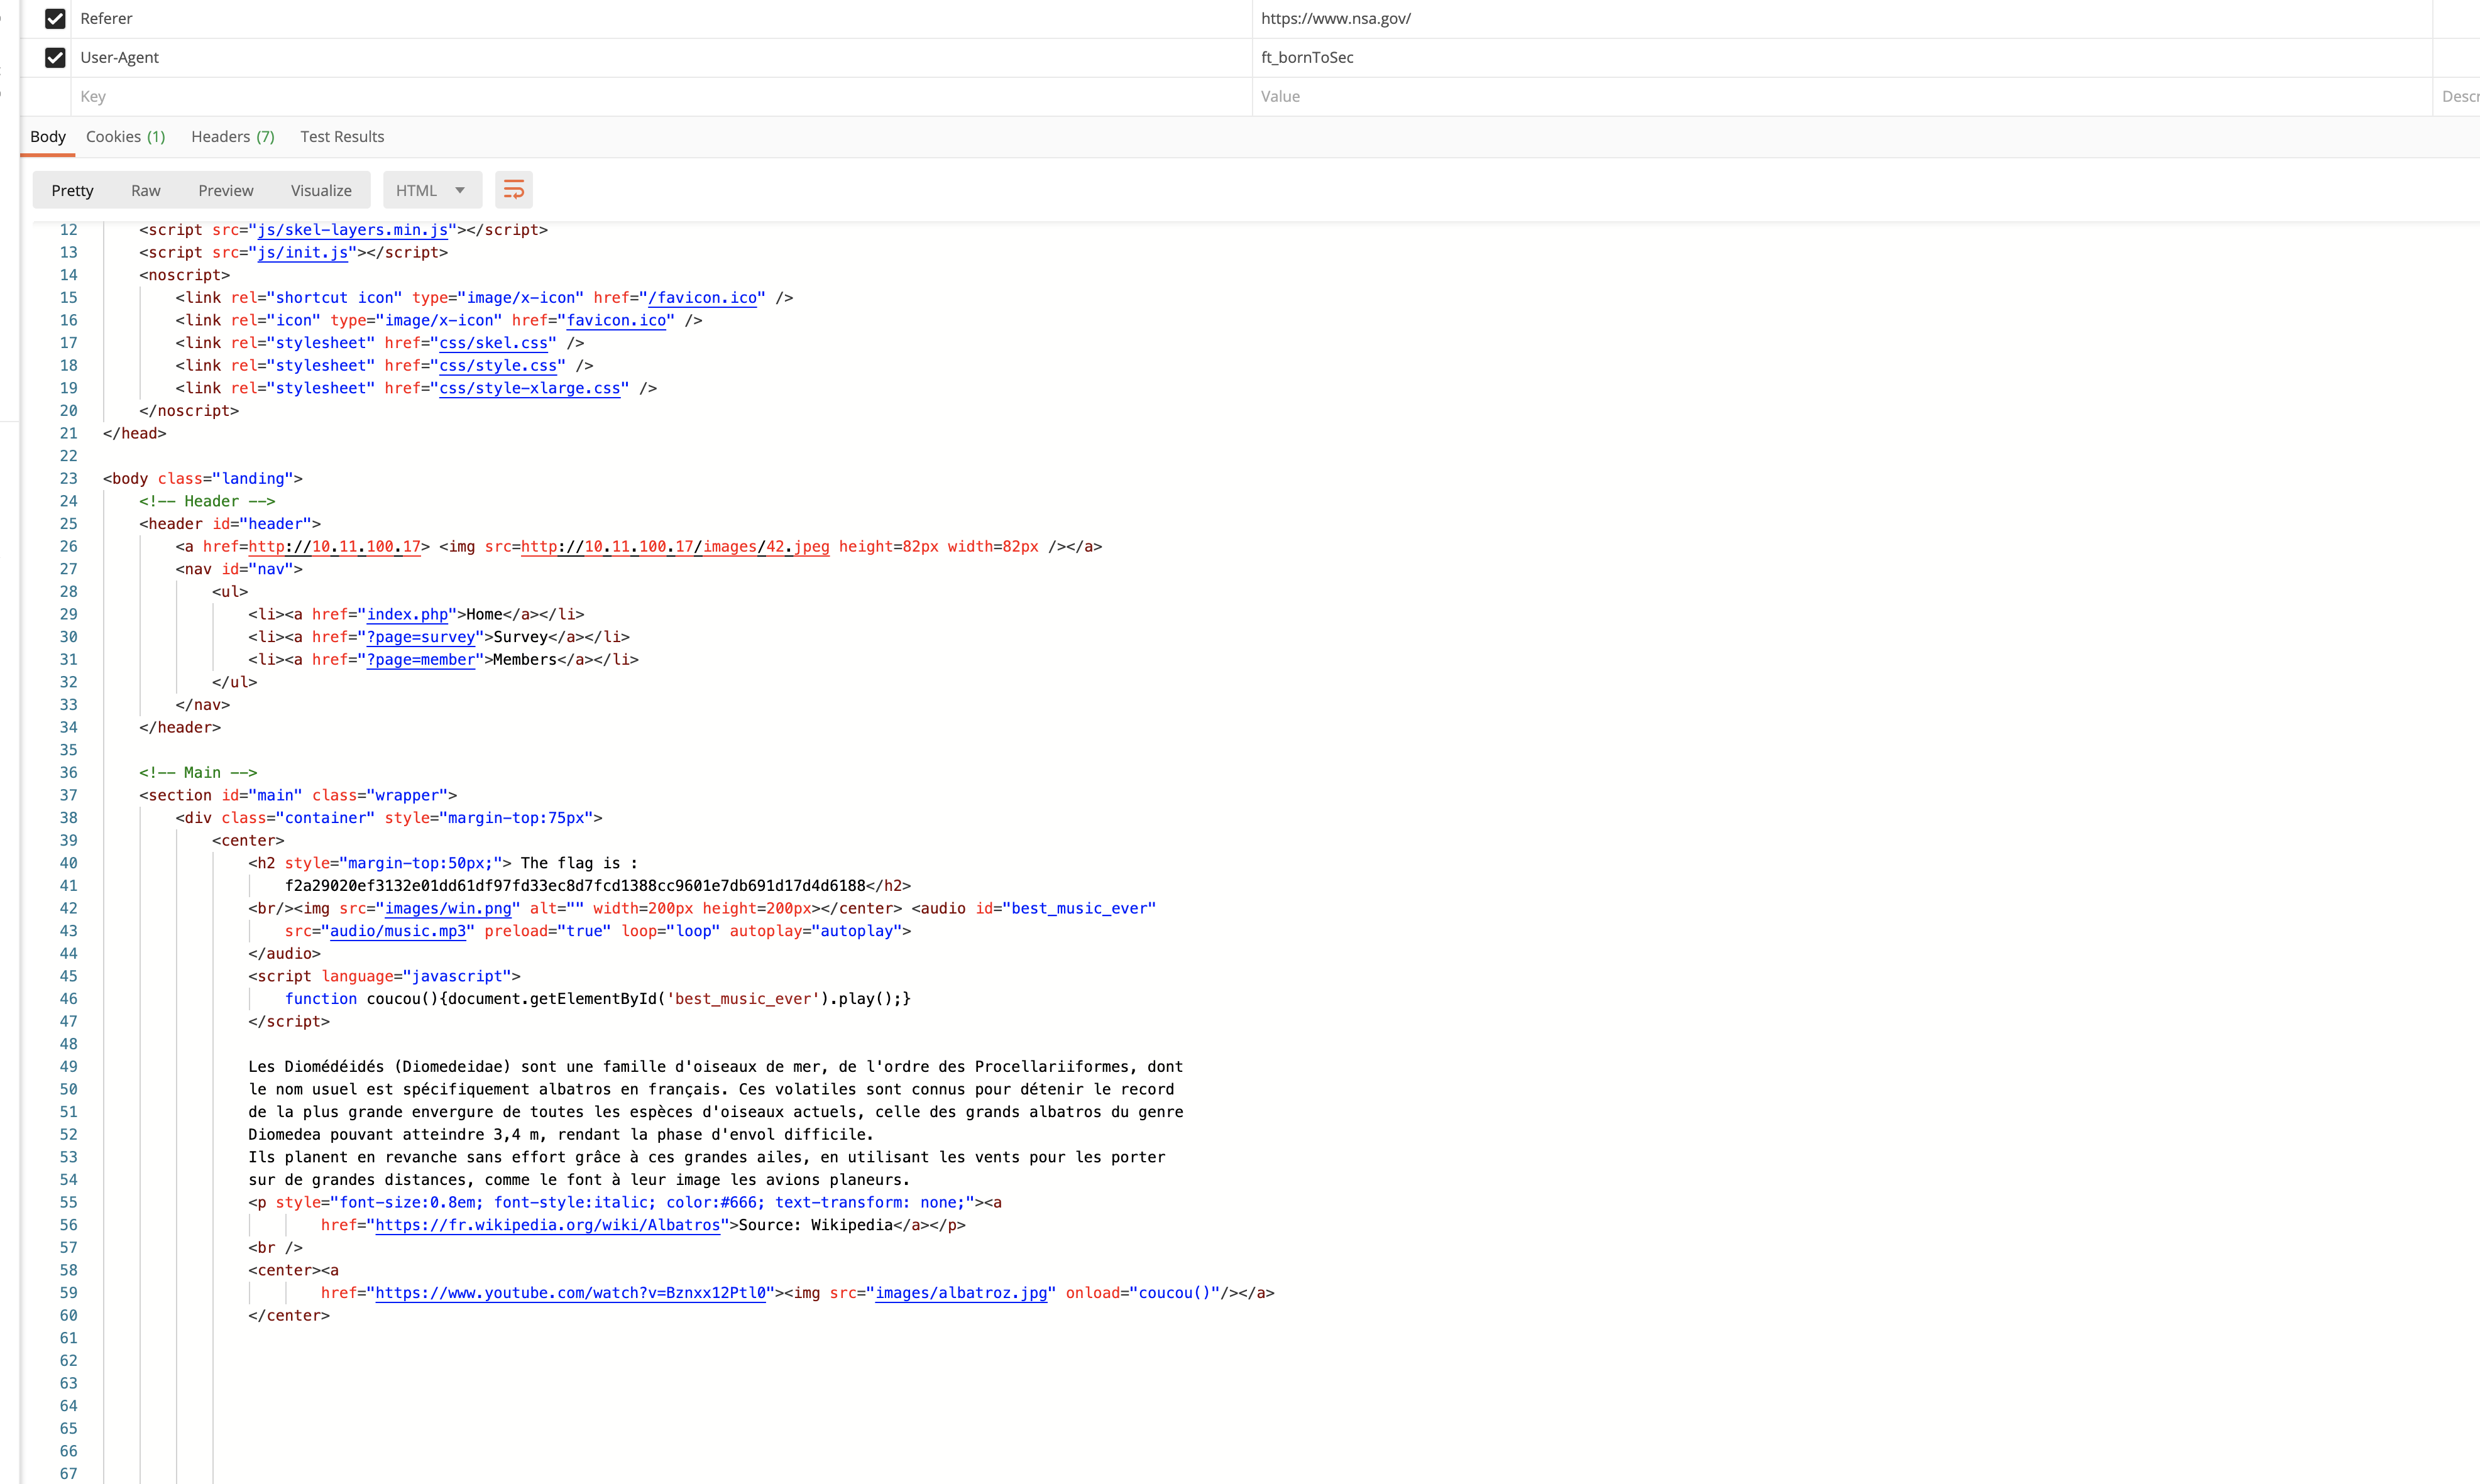 Referer https://www.nsa.gov/
User-Agent ft_bornToSec
Key Value Descr
Body Cookies (1) Headers (7) Test Results
Pretty Raw Preview Visualize HTML
12 <script src="js/skel-layers.min.js"></script>
13 <script src="js/init.js"></script>
14 <noscript>
15 <link rel="shortcut icon" type="image/x-icon" href="/favicon.ico" />
16 <link rel="icon" type="image/x-icon" href="favicon.ico" />
17 <link rel="stylesheet" href="css/skel.css" />
18 <link rel="stylesheet" href="css/style.css" />
19 <link rel="stylesheet" href="css/style-xlarge.css" />
20 </noscript>
21 </head>
22
23 <body class="landing">
24 <!-- Header -->
25 <header id="header">
26 <a href=http://10.11.100.17> <img src=http://10.11.100.17/images/42.jpeg height=82px width=82px /></a>
27 <nav id="nav">
28 <ul>
29 <li><a href="index.php">Home</a></li>
30 <li><a href="?page=survey">Survey</a></li>
31 <li><a href="?page=member">Members</a></li>
32 </ul>
33 </nav>
34 </header>
35
36 <!-- Main -->
37 <section id="main" class="wrapper">
38 <div class="container" style="margin-top:75px">
39 <center>
40 <h2 style="margin-top:50px;"> The flag is :
41 f2a29020ef3132e01dd61df97fd33ec8d7fcd1388cc9601e7db691d17d4d6188</h2>
42 <br/><img src="images/win.png" alt="" width=200px height=200px></center> <audio id="best_music_ever"
43 src="audio/music.mp3" preload="true" loop="loop" autoplay="autoplay">
44 </audio>
45 <script language="javascript">
46 function coucou(){document.getElementById('best_music_ever').play();}
47 </script>
48
49 Les Diomédéidés (Diomedeidae) sont une famille d'oiseaux de mer, de l'ordre des Procellariiformes, dont
50 le nom usuel est spécifiquement albatros en français. Ces volatiles sont connus pour détenir le record
51 de la plus grande envergure de toutes les espèces d'oiseaux actuels, celle des grands albatros du genre
52 Diomedea pouvant atteindre 3,4 m, rendant la phase d'envol difficile.
53 Ils planent en revanche sans effort grâce à ces grandes ailes, en utilisant les vents pour les porter
54 sur de grandes distances, comme le font à leur image les avions planeurs.
55 <p style="font-size:0.8em; font-style:italic; color:#666; text-transform: none;"><a
56 href="https://fr.wikipedia.org/wiki/Albatros">Source: Wikipedia</a></p>
57 <br />
58 <center><a
59 href="https://www.youtube.com/watch?v=Bznxx12Ptl0"><img src="images/albatroz.jpg" onload="coucou()"/></a>
60 </center>
61
62
63
64
65
66
67